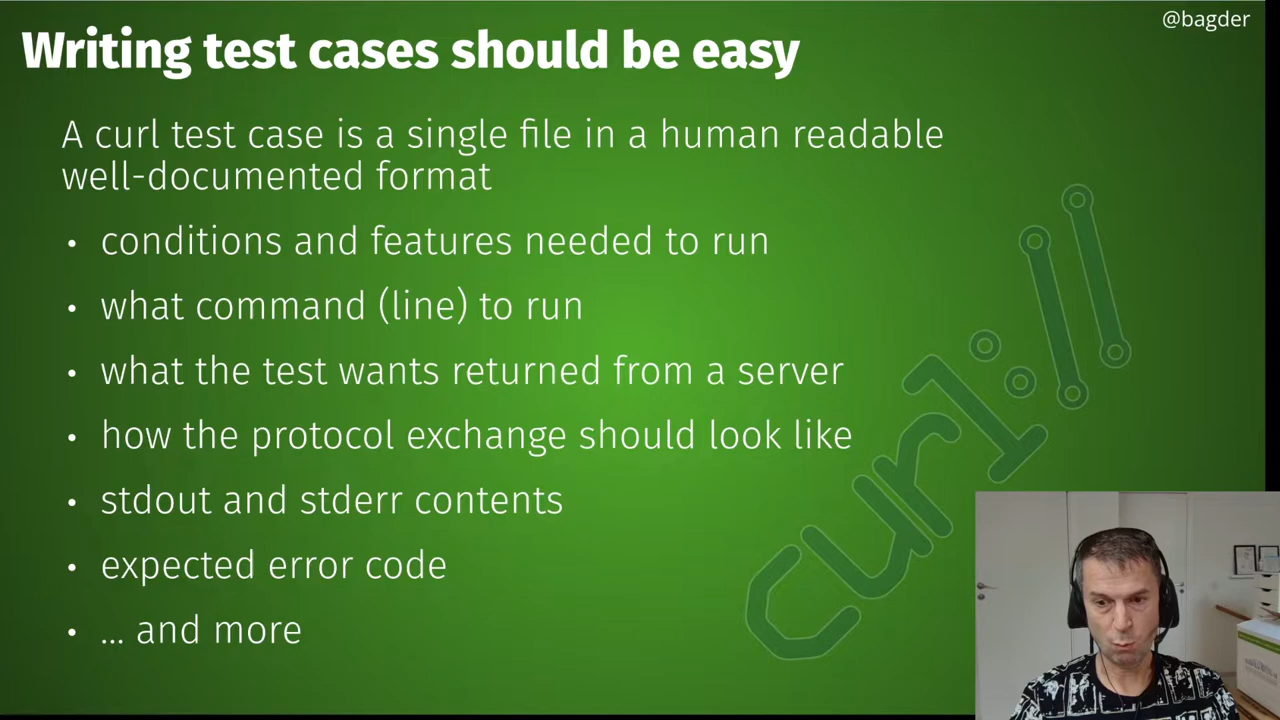 @bagder
Writing test cases should be easy
A curl test case is a single file in a human readable
well-documented format
• conditions and features needed to run
• what command (line) to run
• what the test wants returned from a server
• how the protocol exchange should look like
• stdout and stderr contents
• expected error code
• ... and more
curl://